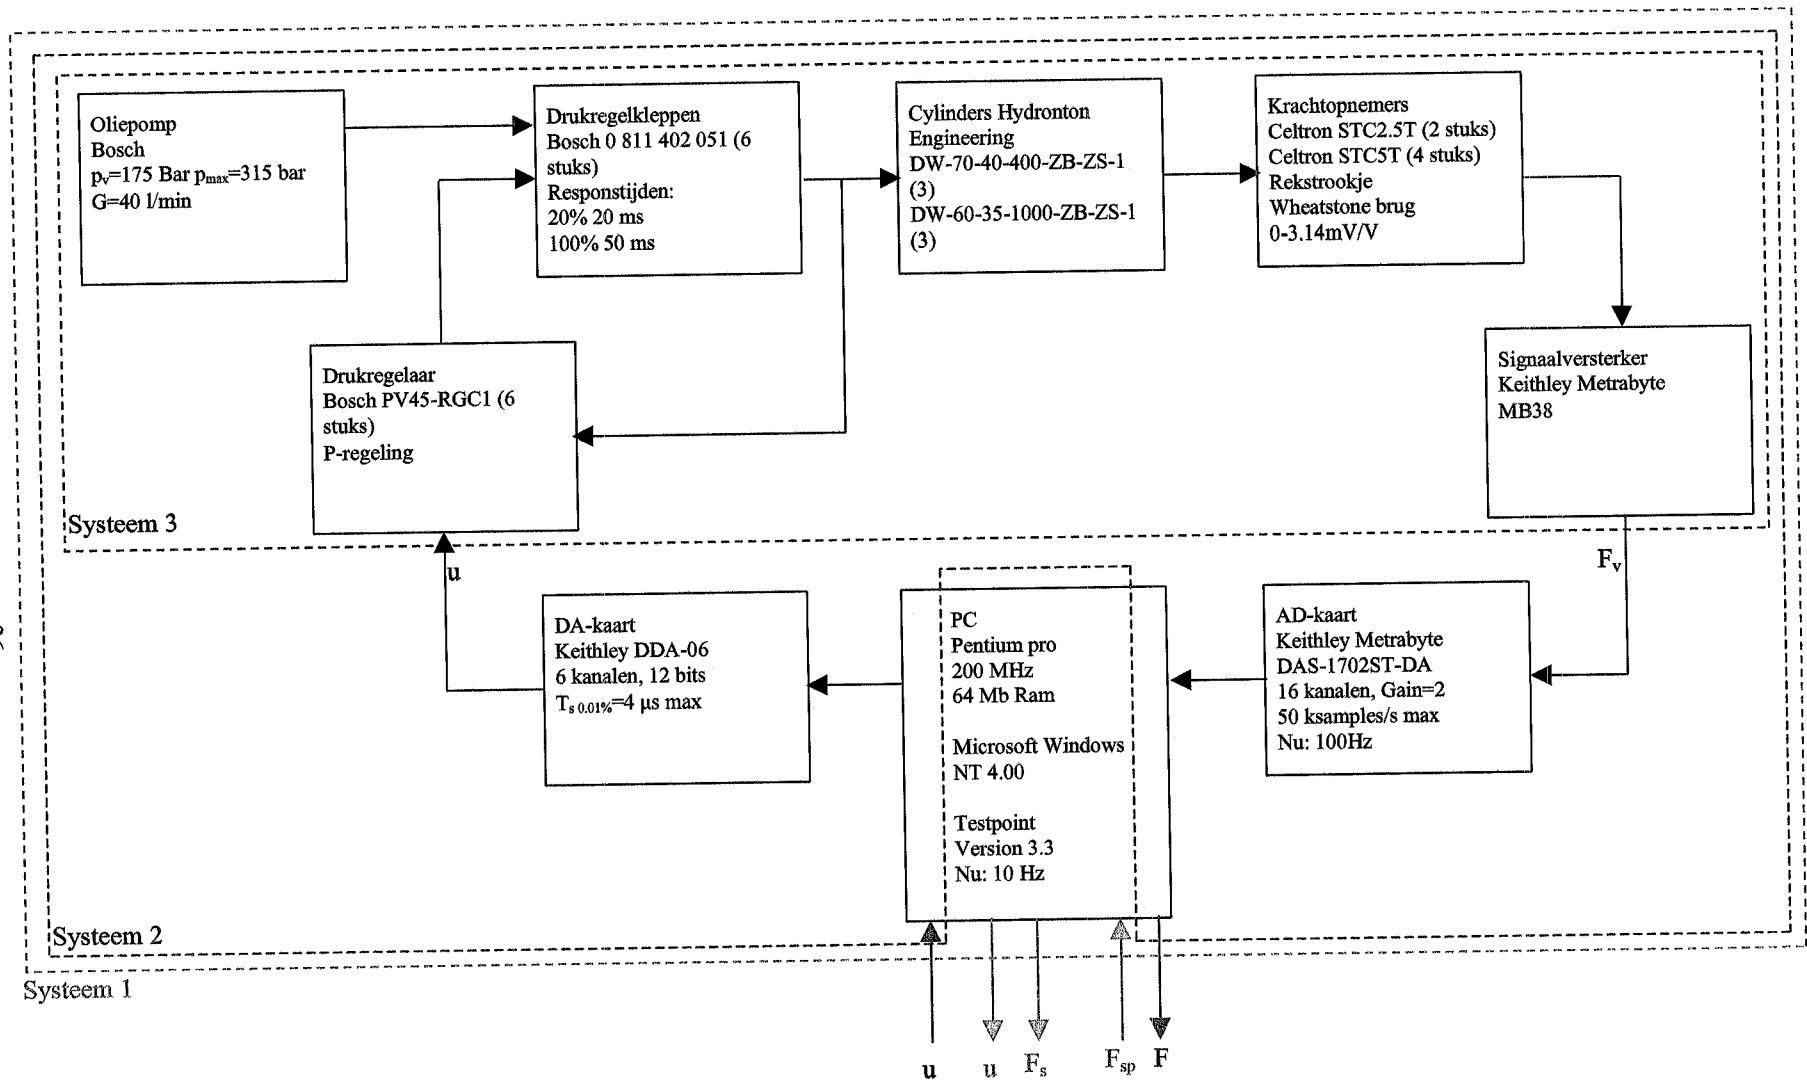 Oliepomp
Bosch
pv=175 Bar pmax=315 bar
G=40 l/min
Drukregelkleppen
Bosch 0 811 402 051 (6
stuks)
Responstijden:
20% 20 ms
100% 50 ms
Cylinders Hydronton
Engineering
DW-70-40-400-ZB-ZS-1
(3)
DW-60-35-1000-ZB-ZS-1
(3)
Krachtopnemers
Celtron STC2.5T (2 stuks)
Celtron STC5T (4 stuks)
Rekstrookje
Wheatstone brug
0-3.14mV/V
Drukregelaar
Bosch PV45-RGC1 (6
stuks)
P-regeling
Signaalversterker
Keithley Metrabyte
MB38
Systeem 3
u
Fv
DA-kaart
Keithley DDA-06
6 kanalen, 12 bits
Ts 0.01%=4 μs max
PC
Pentium pro
200 MHz
64 Mb Ram
Microsoft Windows
NT 4.00
Testpoint
Version 3.3
Nu: 10 Hz
AD-kaart
Keithley Metrabyte
DAS-1702ST-DA
16 kanalen, Gain=2
50 ksamples/s max
Nu: 100Hz
Systeem 2
Systeem 1
u
u
Fs
Fsp
F